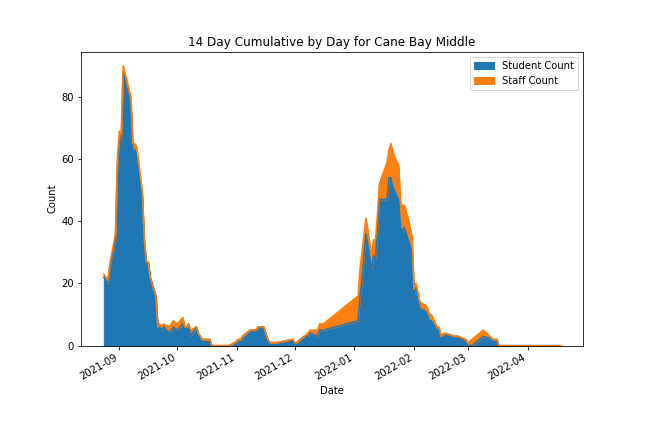 14 Day Cumulative by Day for Cane Bay Middle
Student Count
Staff Count
80
60
40
20
0
Count
2021-09
2021-10
2021-11
2021-12
2022-01
2022-02
2022-03
2022-04
Date